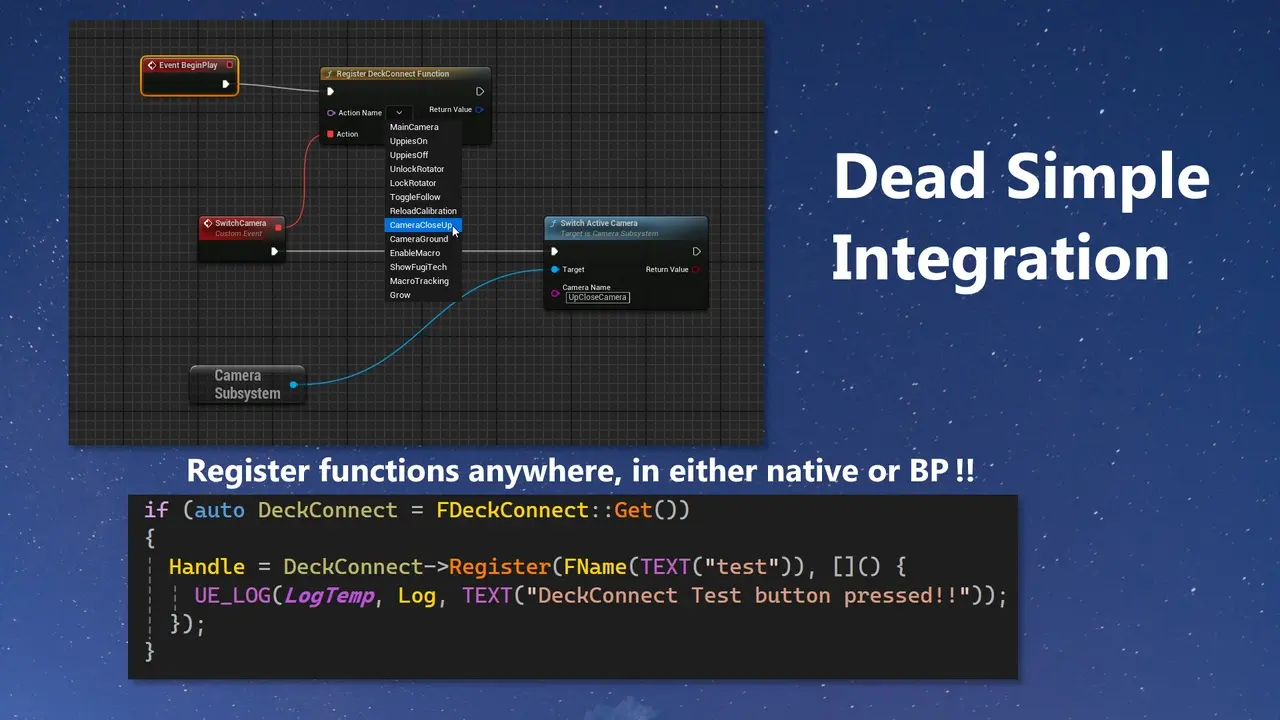 Event BeginPlay
Register DeckConnect Function
Action Name
Return Value
Action
MainCamera
UppiesOn
UppiesOff
UnlockRotator
LockRotator
ToggleFollow
ReloadCalibration
CameraCloseUp
CameraGround
EnableMacro
ShowFugiTech
MacroTracking
Grow
SwitchCamera
Custom Event
Switch Active Camera
Target is Camera Subsystem
Target
Return Value
Camera Name
UpCloseCamera
Camera
Subsystem
Dead Simple
Integration
Register functions anywhere, in either native or BP !!
if (auto DeckConnect = FDeckConnect::Get())
{
Handle = DeckConnect->Register(FName(TEXT("test")), []() {
UE_LOG(LogTemp, Log, TEXT("DeckConnect Test button pressed!!"));
});
}